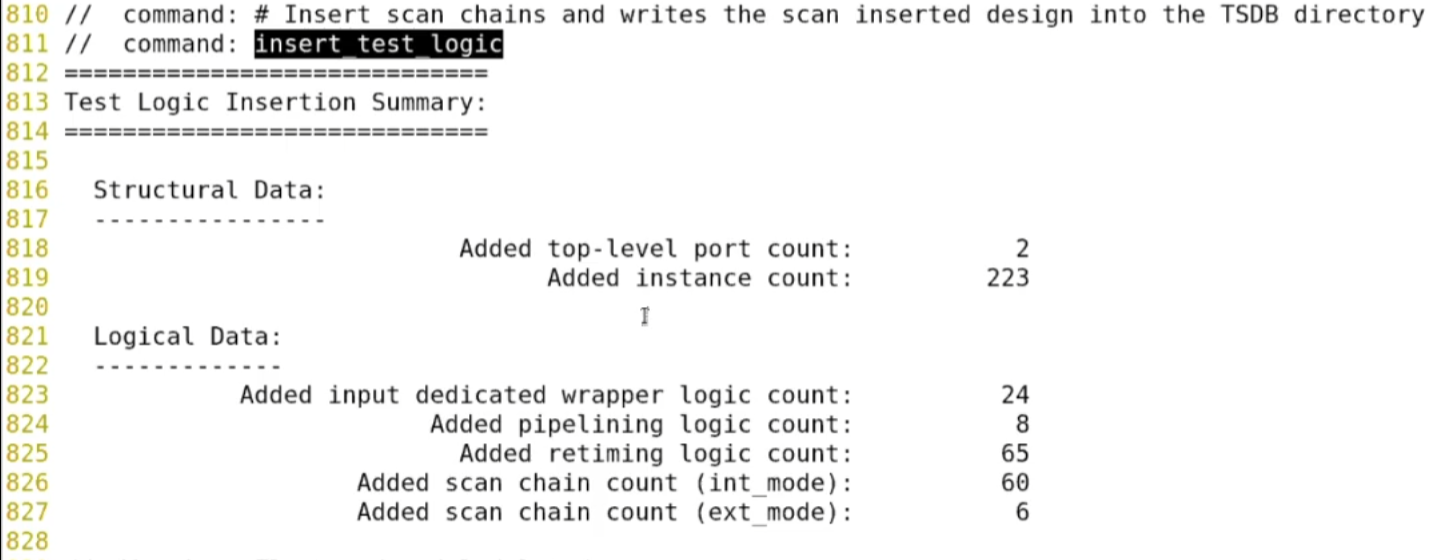 810 //  command: # Insert scan chains and writes the scan inserted design into the TSDB directory
811 //  command: insert_test_logic
812 =============================
813 Test Logic Insertion Summary:
814 =============================
815
816   Structural Data:
817   ----------------
818                            Added top-level port count:           2
819                                  Added instance count:         223
820
821   Logical Data:
822   -------------
823             Added input dedicated wrapper logic count:          24
824                          Added pipelining logic count:           8
825                            Added retiming logic count:          65
826                     Added scan chain count (int_mode):          60
827                     Added scan chain count (ext_mode):           6
828